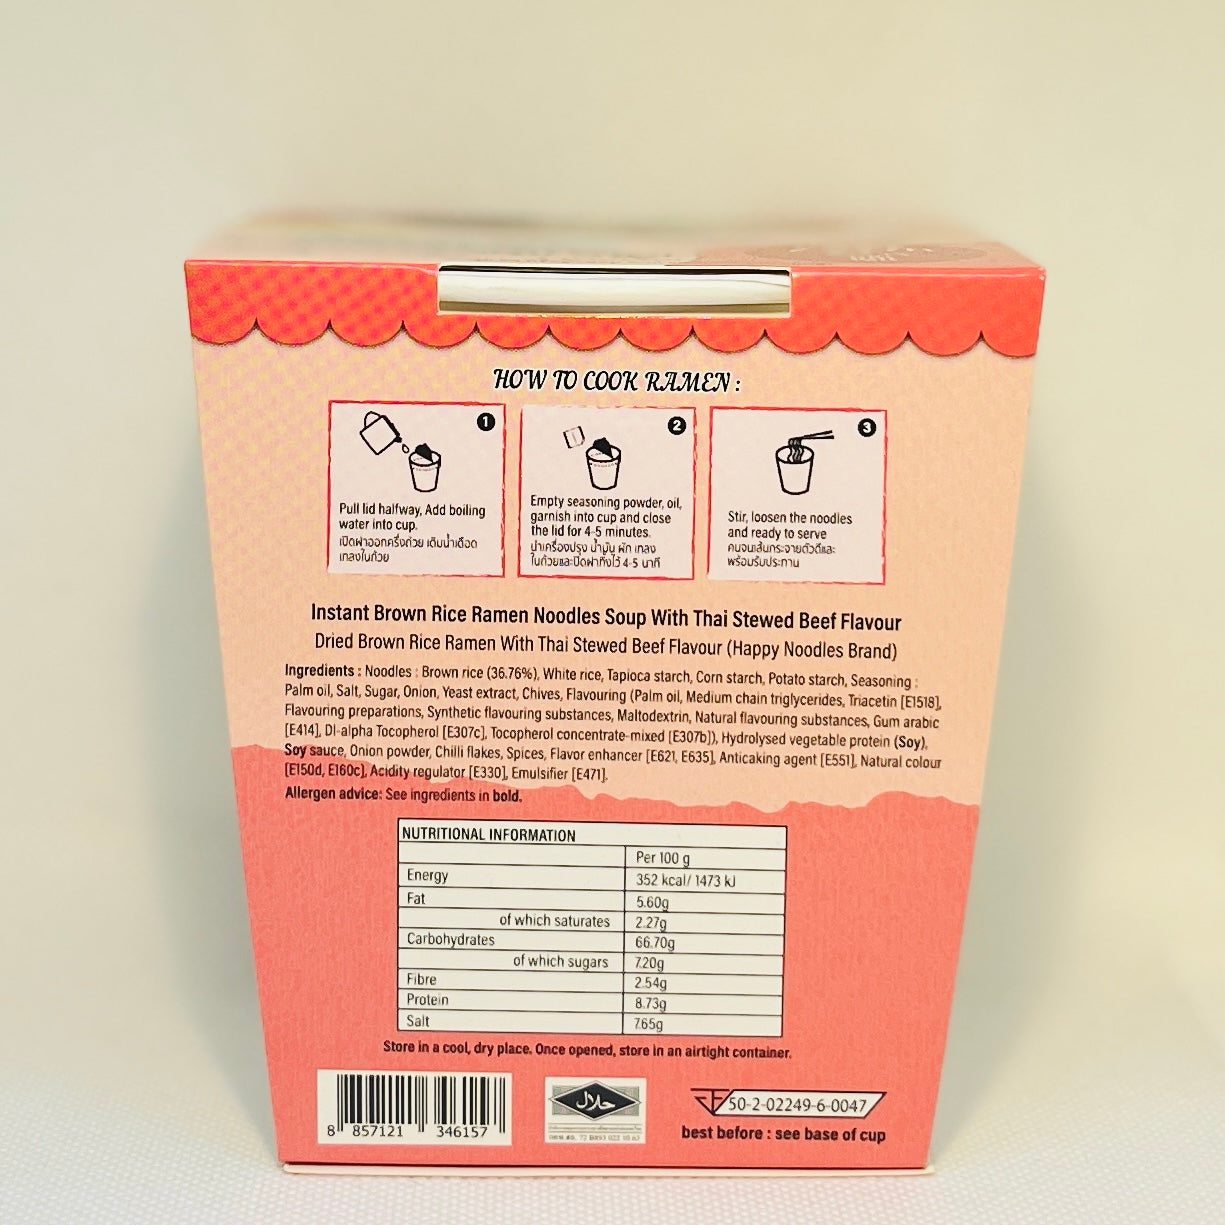 HOW TO COOK RAMEN :
1
Pull lid halfway, Add boiling
water into cup.
เปิดฝาออกครึ่งถ้วย เติมน้ำเดือด
เทลงในถ้วย
2
Empty seasoning powder, oil,
garnish into cup and close
the lid for 4-5 minutes.
นำเครื่องปรุง น้ำมัน ผัก เทลง
ในถ้วยและปิดฝาทิ้งไว้ 4-5 นาที
3
Stir, loosen the noodles
and ready to serve
คนจนเส้นกระจายตัวดีและ
พร้อมรับประทาน
Instant Brown Rice Ramen Noodles Soup With Thai Stewed Beef Flavour
Dried Brown Rice Ramen With Thai Stewed Beef Flavour (Happy Noodles Brand)
Ingredients : Noodles : Brown rice (36.76%), White rice, Tapioca starch, Corn starch, Potato starch, Seasoning :
Palm oil, Salt, Sugar, Onion, Yeast extract, Chives, Flavouring (Palm oil, Medium chain triglycerides, Triacetin [E1518],
Flavouring preparations, Synthetic flavouring substances, Maltodextrin, Natural flavouring substances, Gum arabic
[E414], Dl-alpha Tocopherol [E307c], Tocopherol concentrate-mixed [E307b]), Hydrolysed vegetable protein (Soy),
Soy sauce, Onion powder, Chilli flakes, Spices, Flavor enhancer [E621, E635], Anticaking agent [E551], Natural colour
[E150d, E160c], Acidity regulator [E330], Emulsifier [E471].
Allergen advice: See ingredients in bold.
NUTRITIONAL INFORMATION
Per 100 g
Energy 352 kcal/ 1473 kJ
Fat 5.60g
of which saturates 2.27g
Carbohydrates 66.70g
of which sugars 7.20g
Fibre 2.54g
Protein 8.73g
Salt 7.65g
Store in a cool, dry place. Once opened, store in an airtight container.
8 857121 346157
حلال
50-2-02249-6-0047
best before : see base of cup